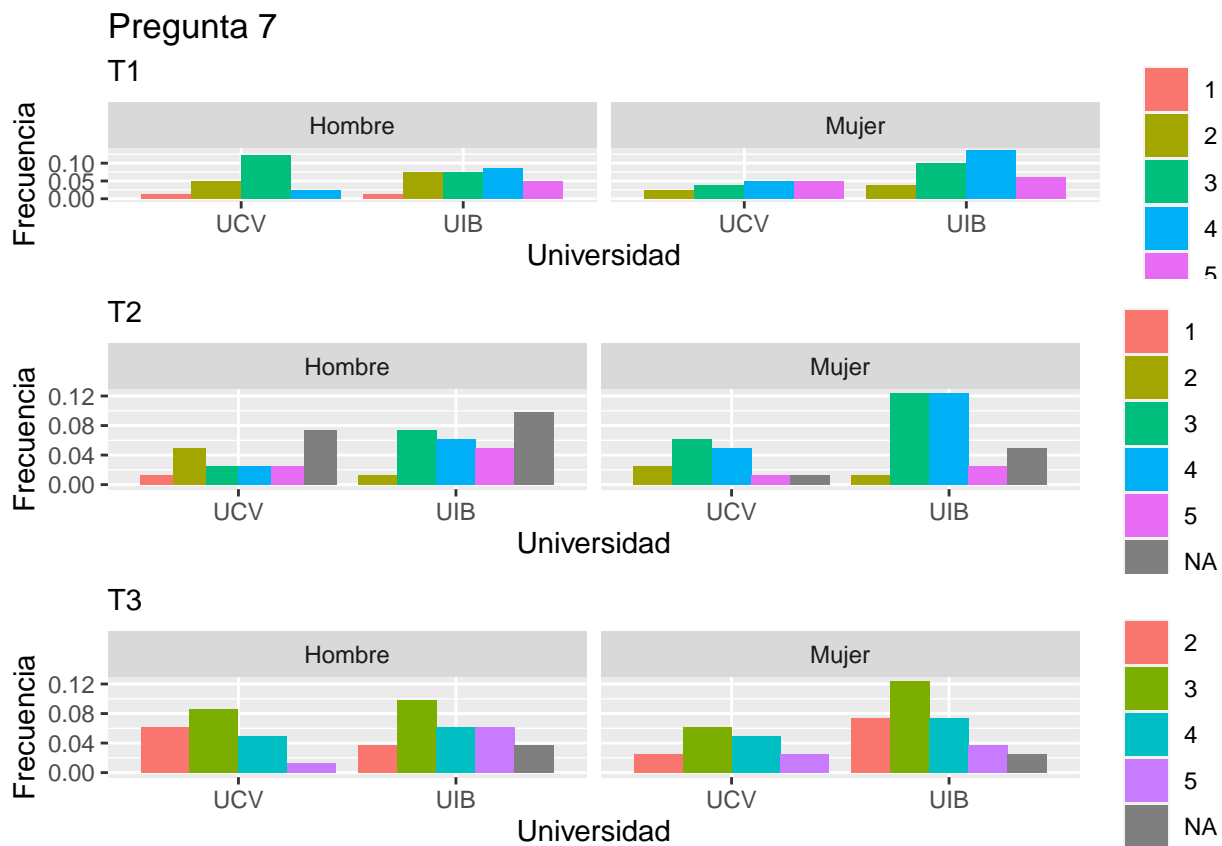 Pregunta 7
T1
Frecuencia
Hombre
Mujer
0.10
0.05
0.00
UCV
UIB
UCV
UIB
Universidad
1
2
3
4
5
T2
Frecuencia
Hombre
Mujer
0.12
0.08
0.04
0.00
UCV
UIB
UCV
UIB
Universidad
1
2
3
4
5
NA
T3
Frecuencia
Hombre
Mujer
0.12
0.08
0.04
0.00
UCV
UIB
UCV
UIB
Universidad
2
3
4
5
NA